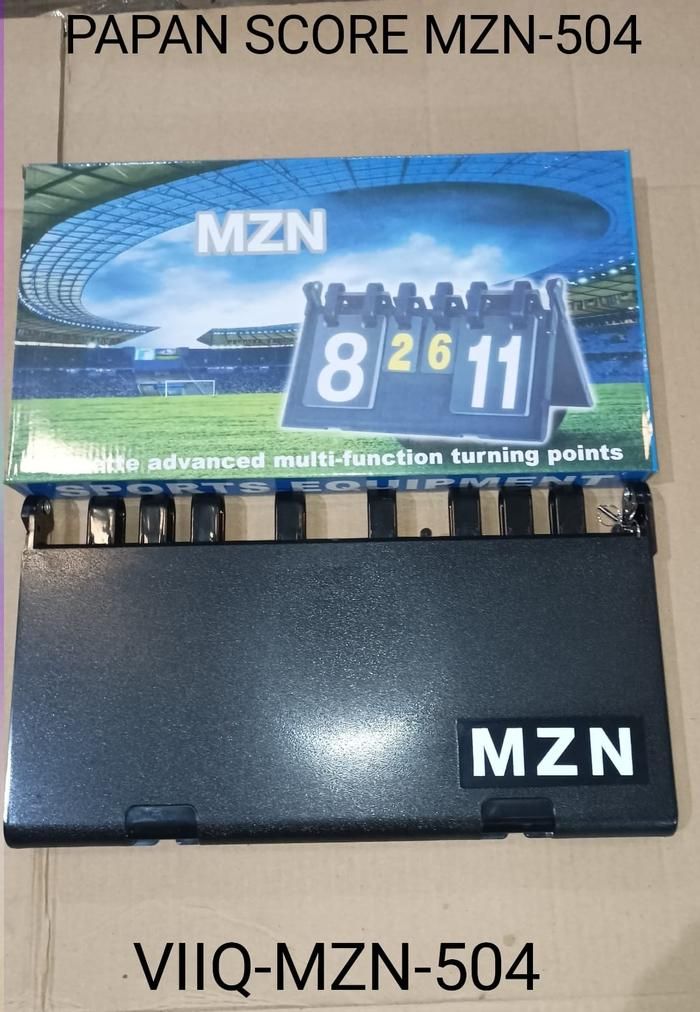 PAPAN SCORE MZN-504
MZN
8 2 6 11
advanced multi-function turning points
SPORTS EQUIPMENT
MZN
VIIQ-MZN-504